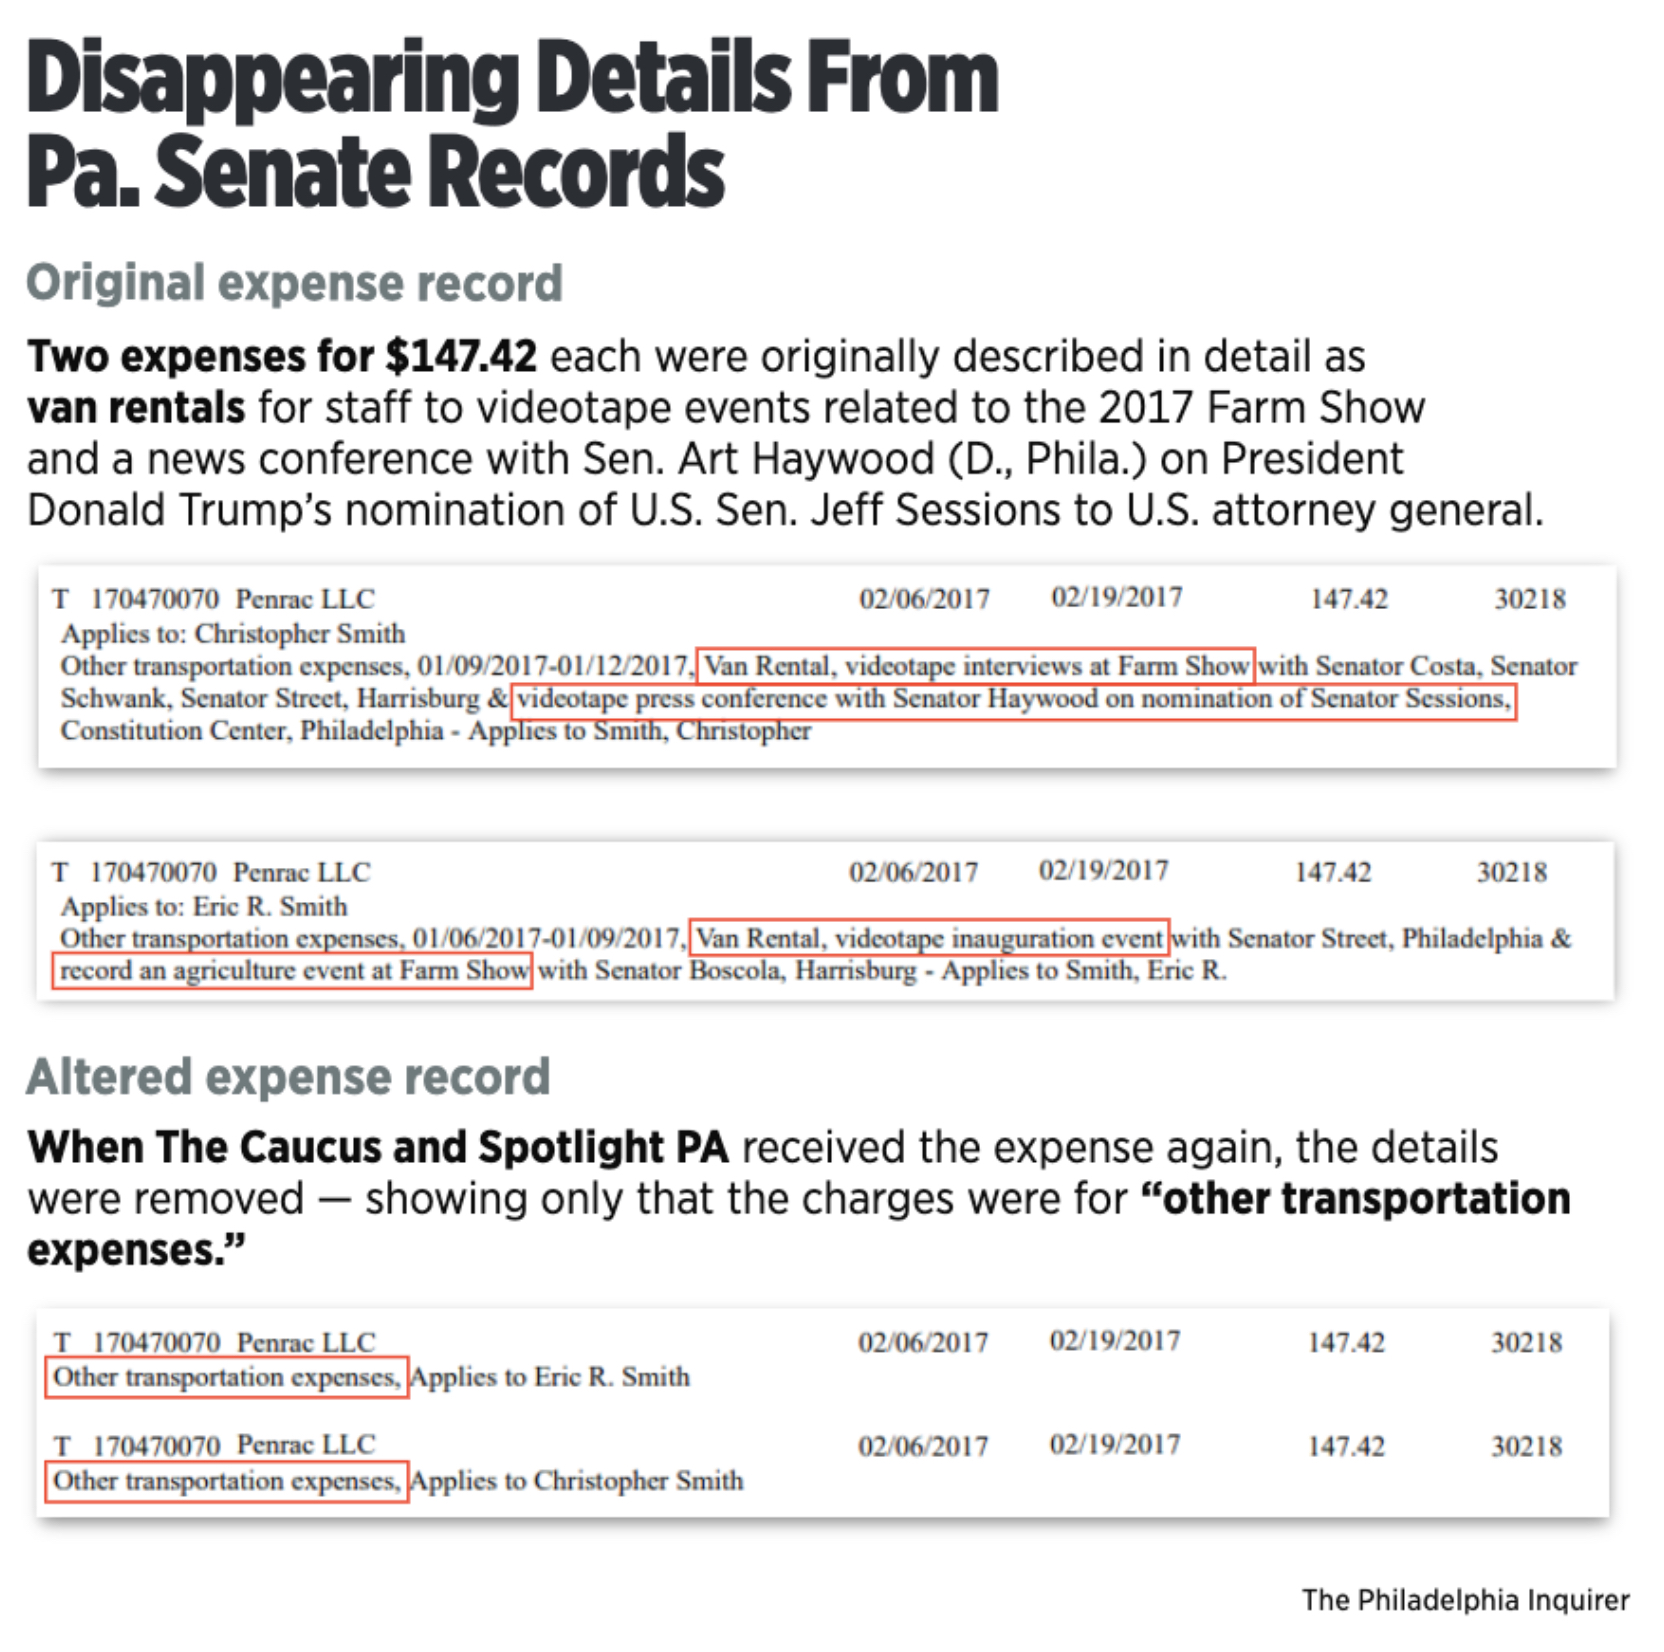 Disappearing Details From
Pa. Senate Records
Original expense record
Two expenses for $147.42 each were originally described in detail as
van rentals for staff to videotape events related to the 2017 Farm Show
and a news conference with Sen. Art Haywood (D., Phila.) on President
Donald Trump’s nomination of U.S. Sen. Jeff Sessions to U.S. attorney general.
T 170470070 Penrac LLC 02/06/2017 02/19/2017 147.42 30218
Applies to: Christopher Smith
Other transportation expenses, 01/09/2017-01/12/2017, Van Rental, videotape interviews at Farm Show with Senator Costa, Senator
Schwank, Senator Street, Harrisburg & videotape press conference with Senator Haywood on nomination of Senator Sessions,
Constitution Center, Philadelphia - Applies to Smith, Christopher
T 170470070 Penrac LLC 02/06/2017 02/19/2017 147.42 30218
Applies to: Eric R. Smith
Other transportation expenses, 01/06/2017-01/09/2017, Van Rental, videotape inauguration event with Senator Street, Philadelphia &
record an agriculture event at Farm Show with Senator Boscola, Harrisburg - Applies to Smith, Eric R.
Altered expense record
When The Caucus and Spotlight PA received the expense again, the details
were removed — showing only that the charges were for “other transportation
expenses.”
T 170470070 Penrac LLC 02/06/2017 02/19/2017 147.42 30218
Other transportation expenses, Applies to Eric R. Smith
T 170470070 Penrac LLC 02/06/2017 02/19/2017 147.42 30218
Other transportation expenses, Applies to Christopher Smith
The Philadelphia Inquirer